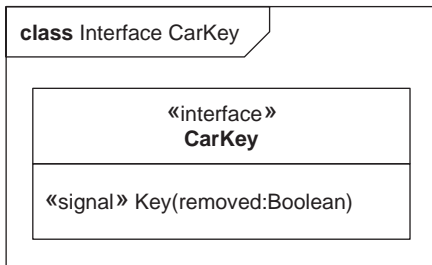 class Interface CarKey
«interface»
CarKey
«signal» Key(removed:Boolean)